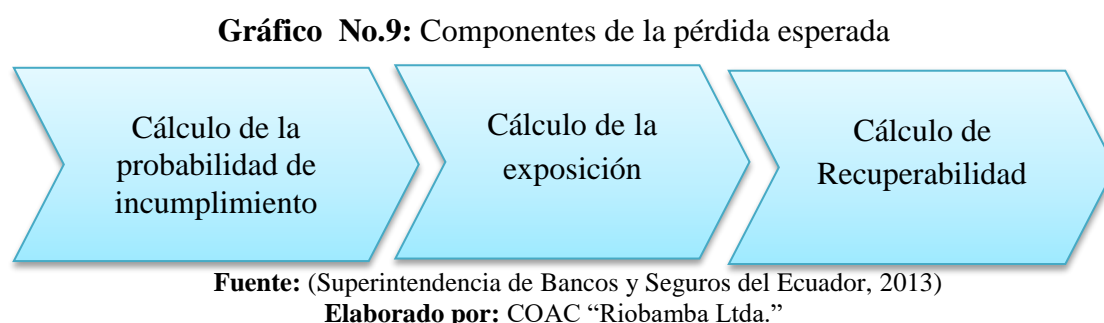 Gráfico No.9: Componentes de la pérdida esperada
Cálculo de la
probabilidad de
incumplimiento
Cálculo de la
exposición
Cálculo de
Recuperabilidad
Fuente: (Superintendencia de Bancos y Seguros del Ecuador, 2013)
Elaborado por: COAC “Riobamba Ltda.”